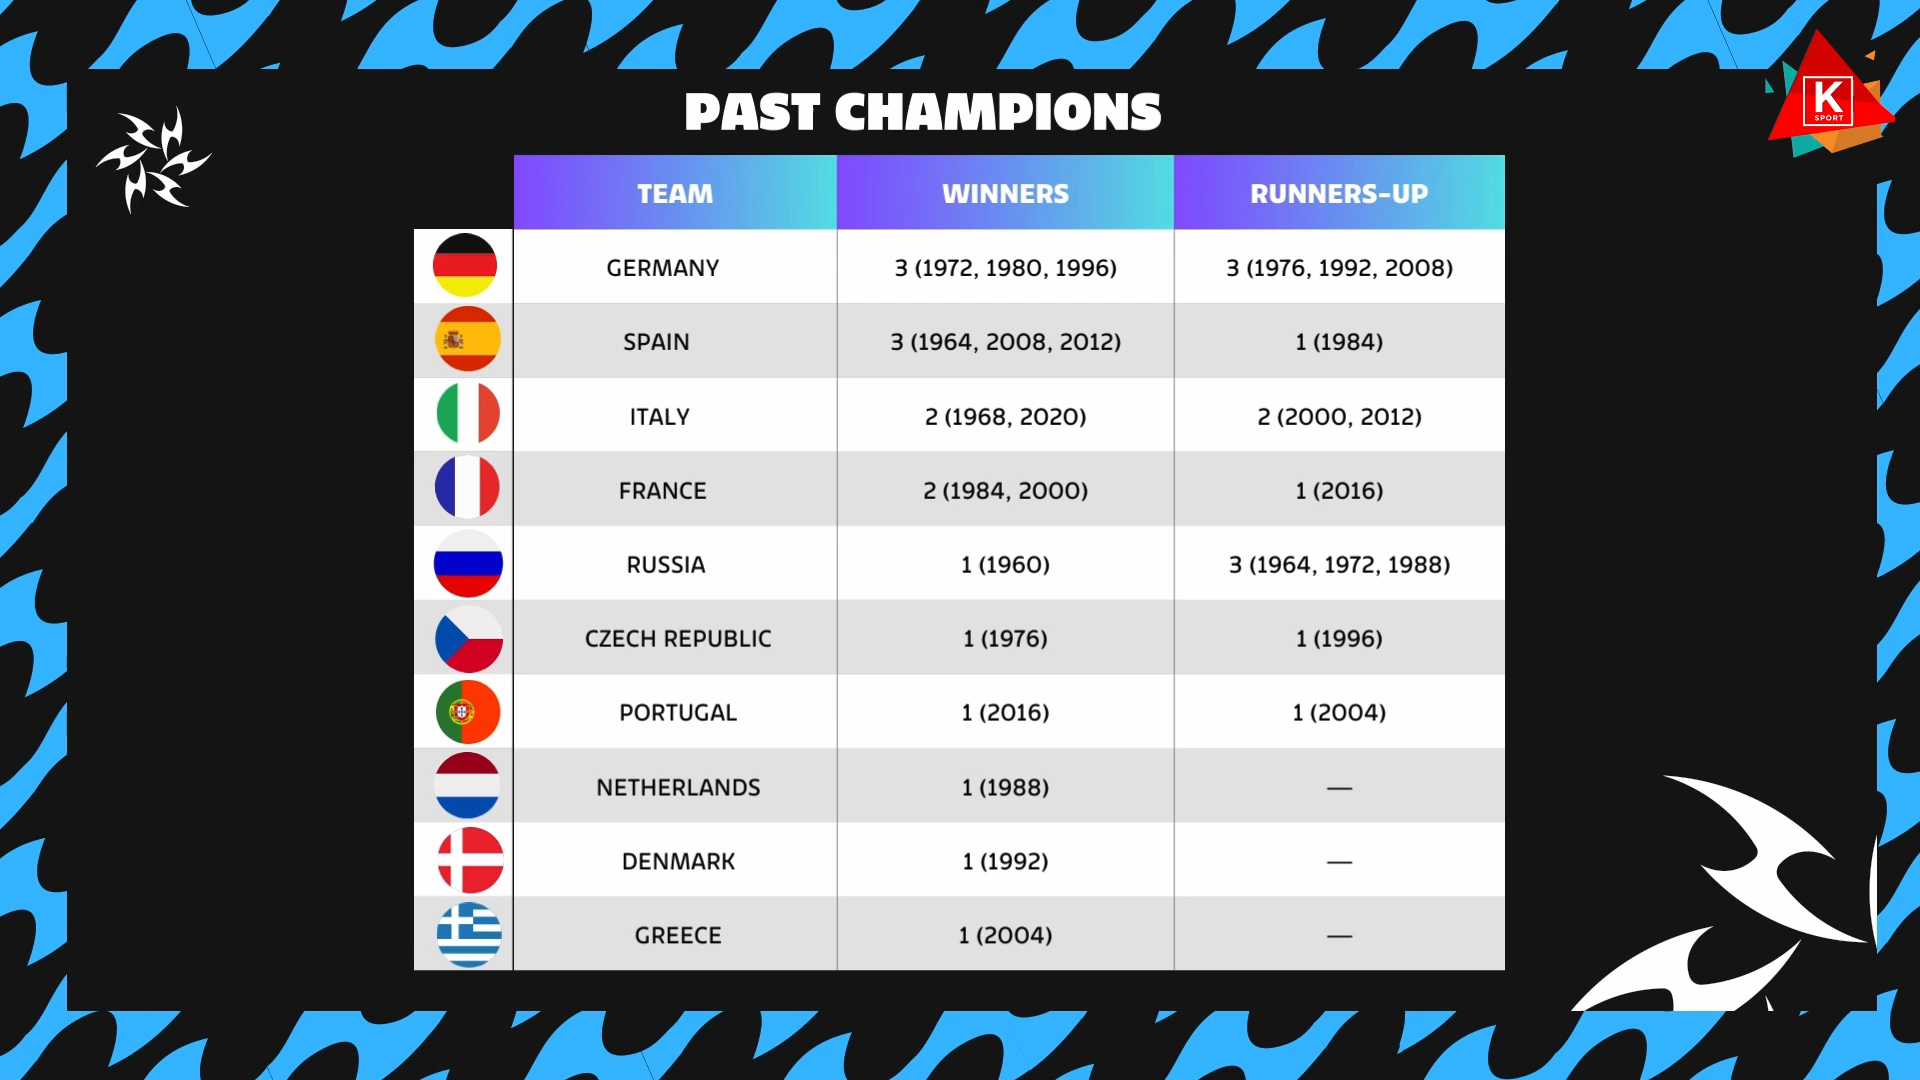 PAST CHAMPIONS
K
SPORT
TEAM WINNERS RUNNERS-UP
GERMANY 3 (1972, 1980, 1996) 3 (1976, 1992, 2008)
SPAIN 3 (1964, 2008, 2012) 1 (1984)
ITALY 2 (1968, 2020) 2 (2000, 2012)
FRANCE 2 (1984, 2000) 1 (2016)
RUSSIA 1 (1960) 3 (1964, 1972, 1988)
CZECH REPUBLIC 1 (1976) 1 (1996)
PORTUGAL 1 (2016) 1 (2004)
NETHERLANDS 1 (1988) —
DENMARK 1 (1992) —
GREECE 1 (2004) —